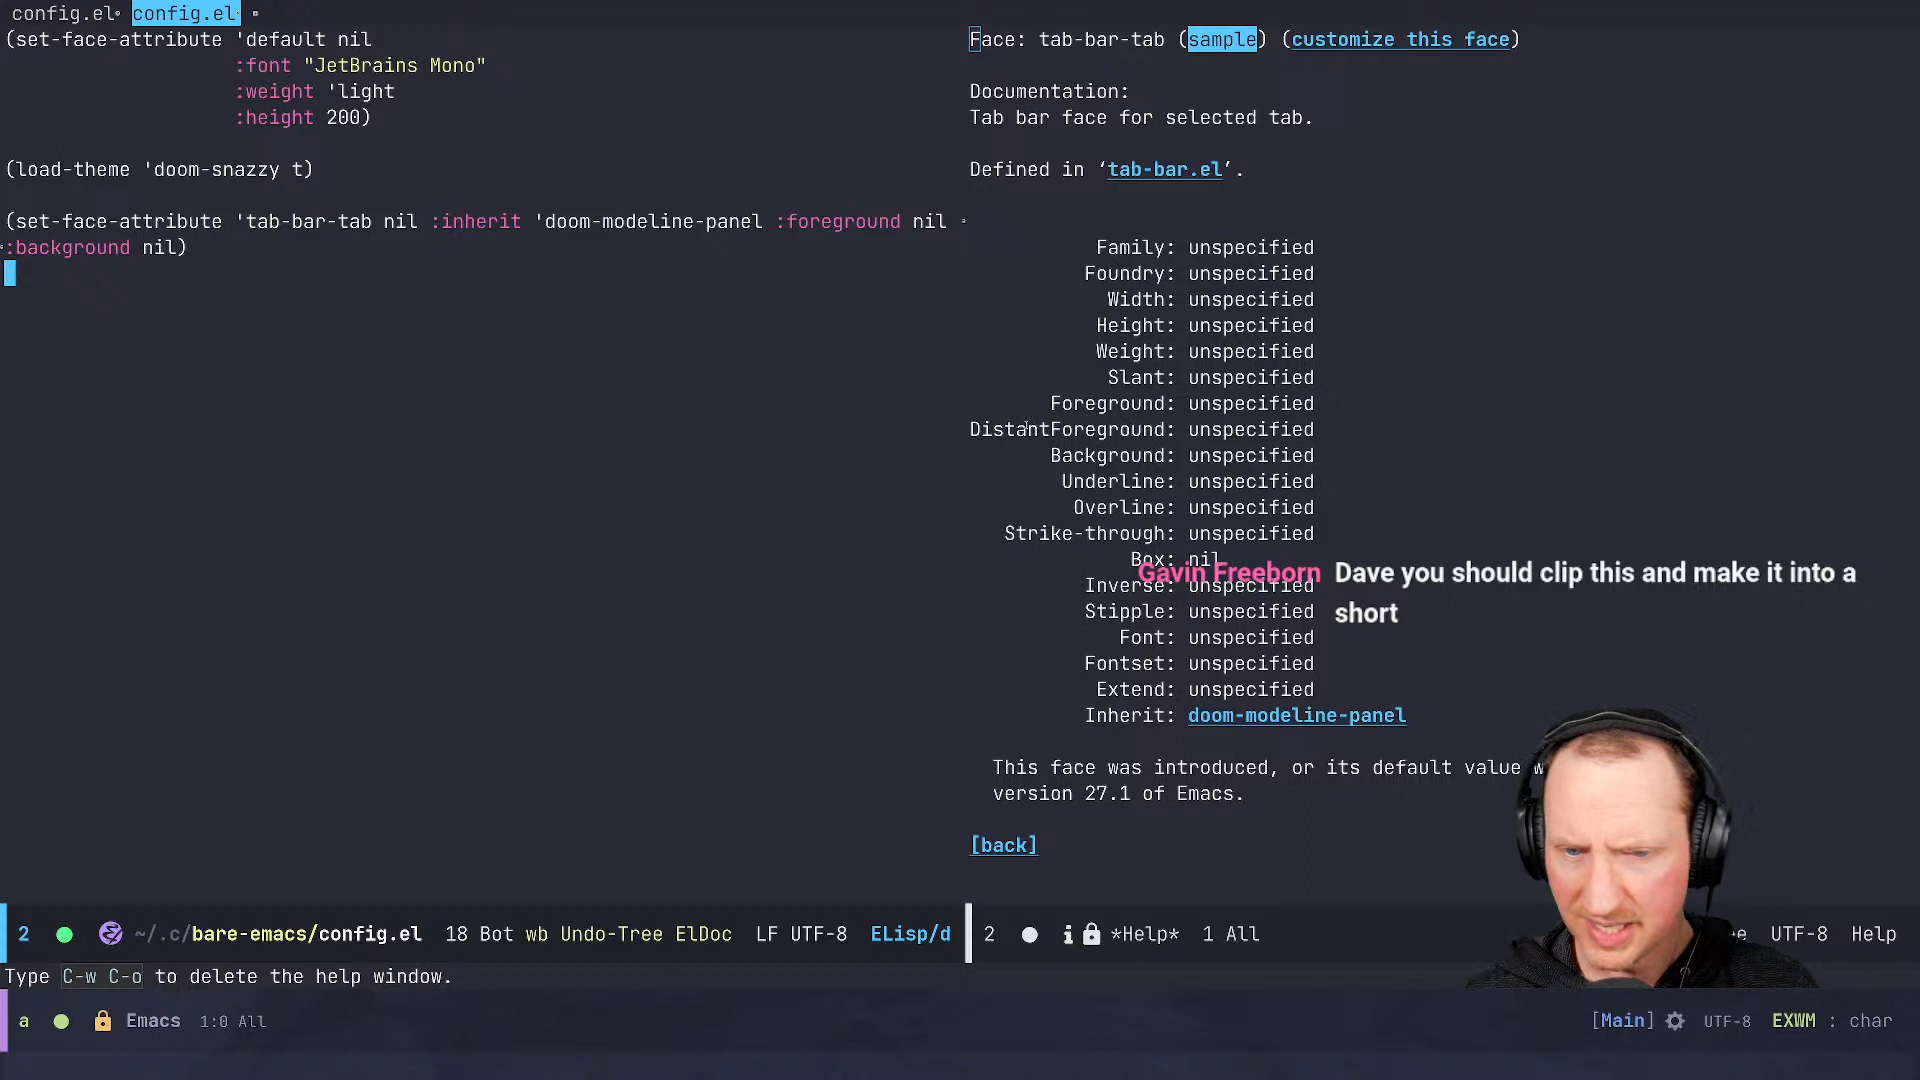 config.el config.el
(set-face-attribute 'default nil
:font "JetBrains Mono"
:weight 'light
:height 200)
(load-theme 'doom-snazzy t)
(set-face-attribute 'tab-bar-tab nil :inherit 'doom-modeline-panel :foreground nil
:background nil)
Face: tab-bar-tab (sample) (customize this face)
Documentation:
Tab bar face for selected tab.
Defined in ‘tab-bar.el’.
Family: unspecified
Foundry: unspecified
Width: unspecified
Height: unspecified
Weight: unspecified
Slant: unspecified
Foreground: unspecified
DistantForeground: unspecified
Background: unspecified
Underline: unspecified
Overline: unspecified
Strike-through: unspecified
Box: nil
Inverse: unspecified
Stipple: unspecified
Font: unspecified
Fontset: unspecified
Extend: unspecified
Inherit: doom-modeline-panel
This face was introduced, or its default value
version 27.1 of Emacs.
[back]
Gavin Freeborn Dave you should clip this and make it into a
short
2 ~/.c/bare-emacs/config.el 18 Bot wb Undo-Tree ElDoc LF UTF-8 ELisp/d
2 *Help* 1 All UTF-8 Help
Type C-w C-o to delete the help window.
a Emacs 1:0 All [Main] UTF-8 EXWM : char